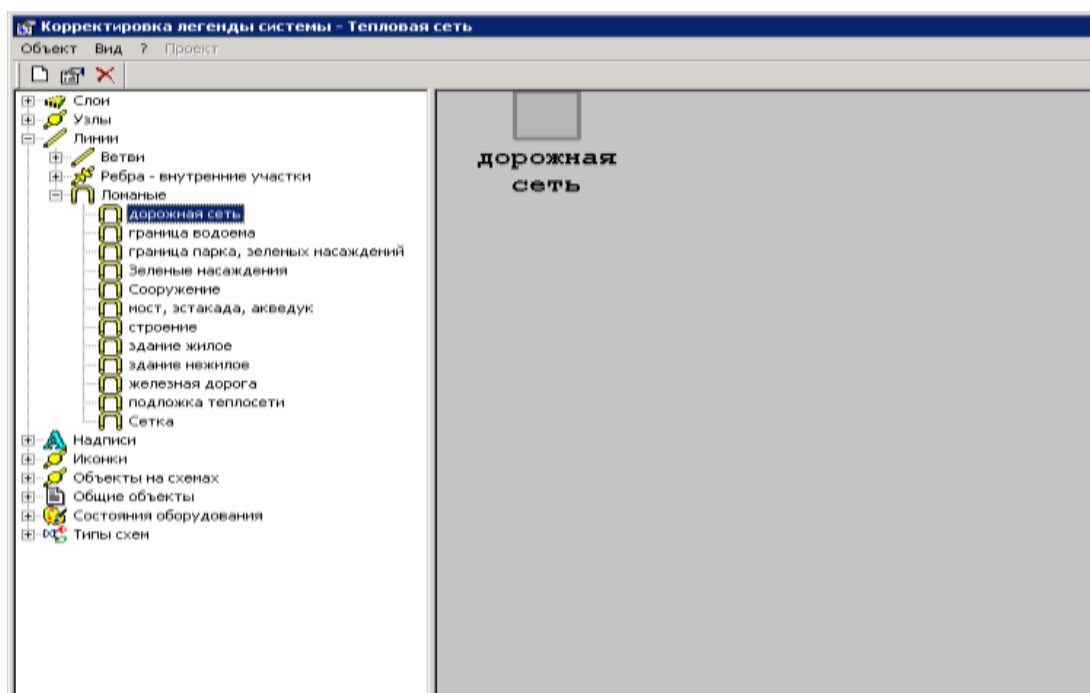 Корректировка легенды системы - Тепловая сеть
Объект Вид ? Проект
Слои
Узлы
Линии
Ветви
Ребра - внутренние участки
Ломаные
дорожная сеть
граница водоема
граница парка, зеленых насаждений
Зеленые насаждения
Сооружение
мост, эстакада, акведук
строение
здание жилое
здание нежилое
железная дорога
подложка теплосети
Сетка
Надписи
Иконки
Объекты на схемах
Общие объекты
Состояния оборудования
Типы схем
дорожная
сеть